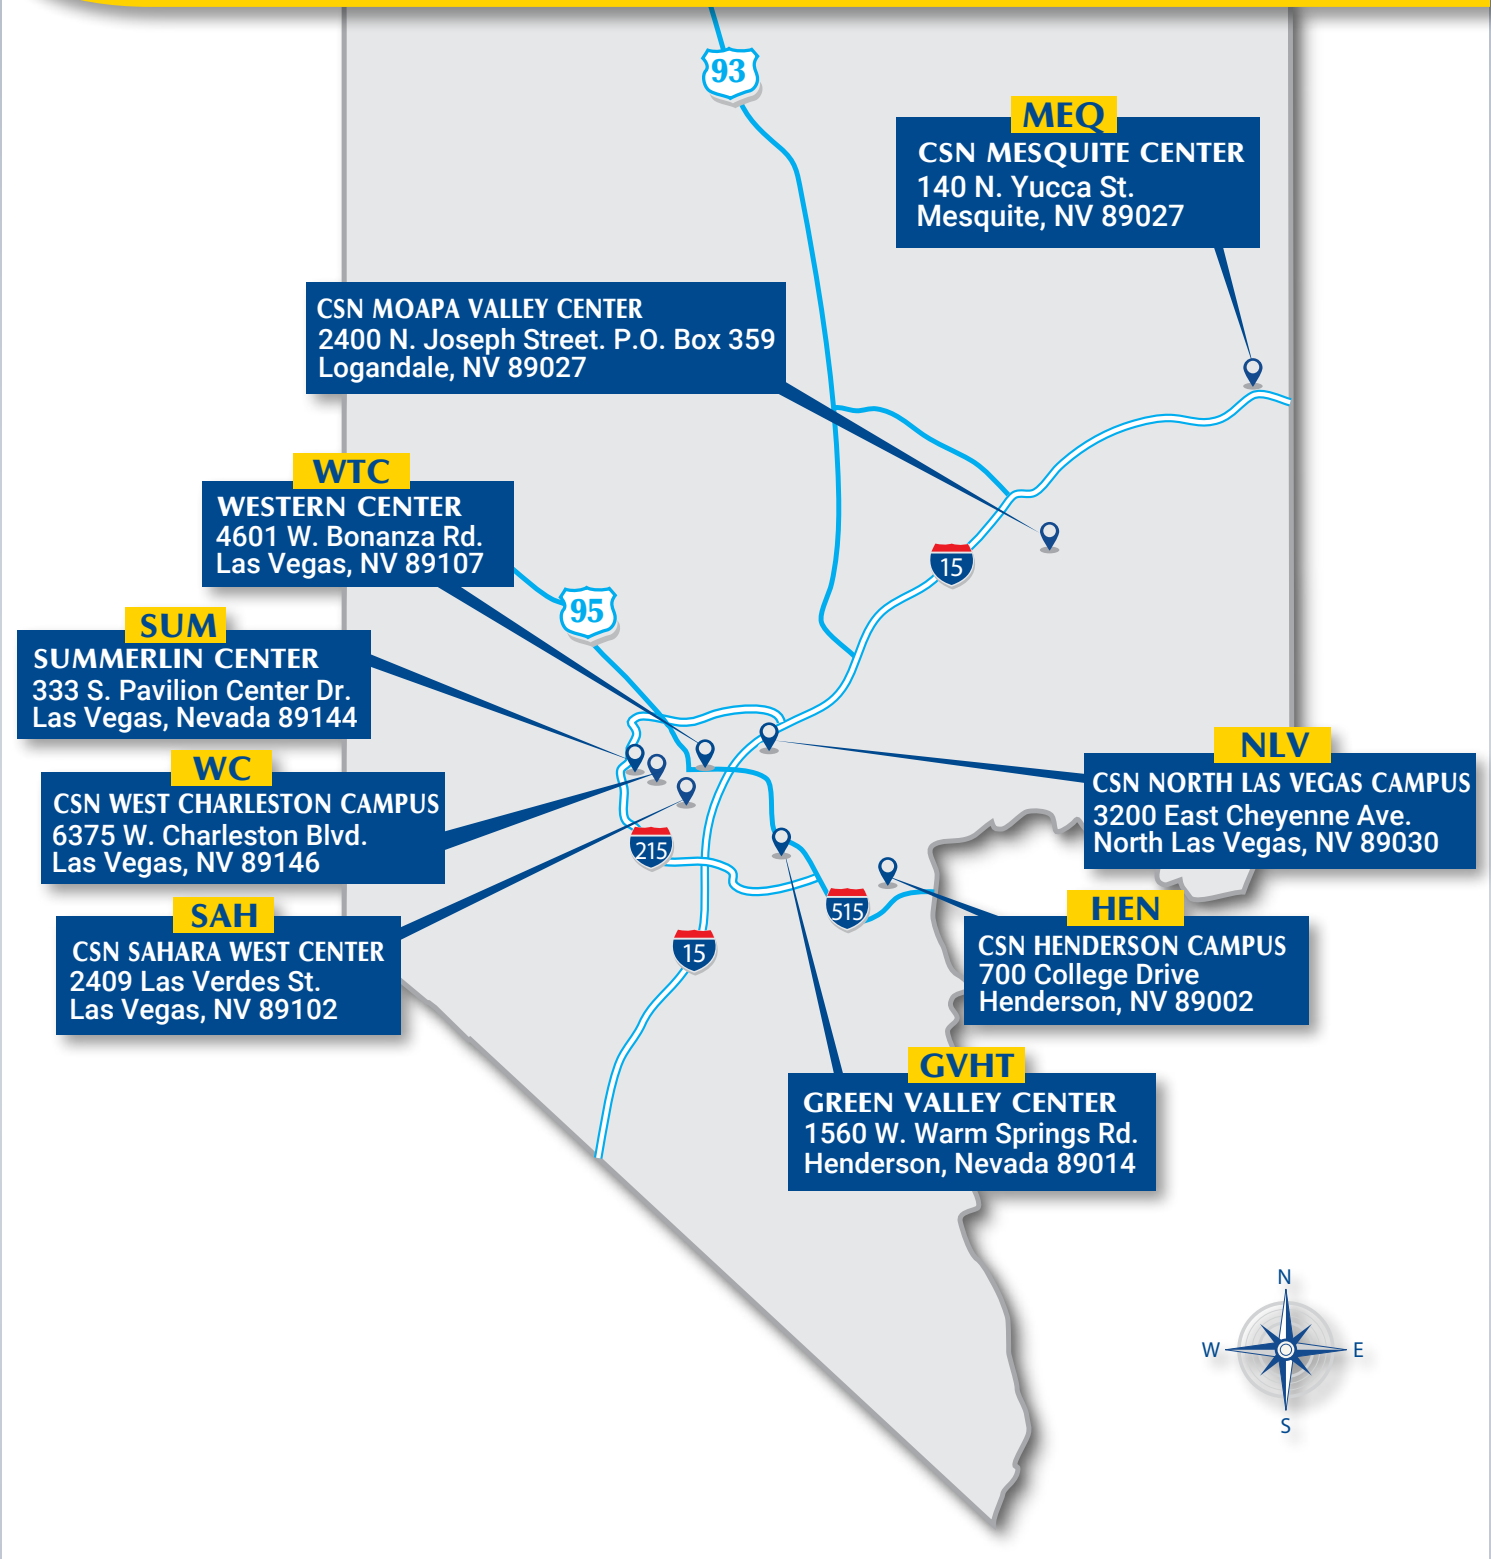 93
MEQ
CSN MESQUITE CENTER
140 N. Yucca St.
Mesquite, NV 89027
CSN MOAPA VALLEY CENTER
2400 N. Joseph Street. P.O. Box 359
Logandale, NV 89027
WTC
WESTERN CENTER
4601 W. Bonanza Rd.
Las Vegas, NV 89107
15
95
SUM
SUMMERLIN CENTER
333 S. Pavilion Center Dr.
Las Vegas, Nevada 89144
NLV
CSN NORTH LAS VEGAS CAMPUS
3200 East Cheyenne Ave.
North Las Vegas, NV 89030
WC
CSN WEST CHARLESTON CAMPUS
6375 W. Charleston Blvd.
Las Vegas, NV 89146
215
515
SAH
CSN SAHARA WEST CENTER
2409 Las Verdes St.
Las Vegas, NV 89102
15
HEN
CSN HENDERSON CAMPUS
700 College Drive
Henderson, NV 89002
GVHT
GREEN VALLEY CENTER
1560 W. Warm Springs Rd.
Henderson, Nevada 89014
N
W
E
S